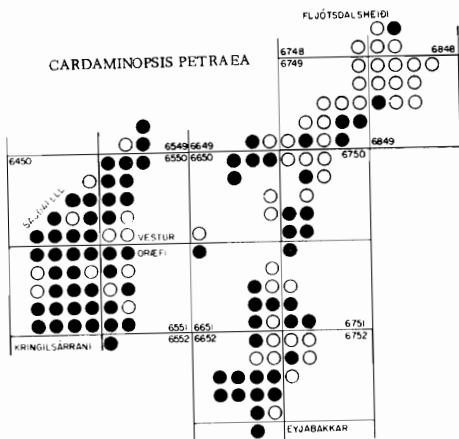 FLJÓTSDALSHEIÐI
CARDAMINOPSIS PETRAEA
6748 6848
6749
6450 6549 6649 6750 6849
6550 6650
VESTUR
ÖRÆFI
6551 6651 6751
KRINGILSÁRRANI 6552 6652 6752
EYJABAKKAR